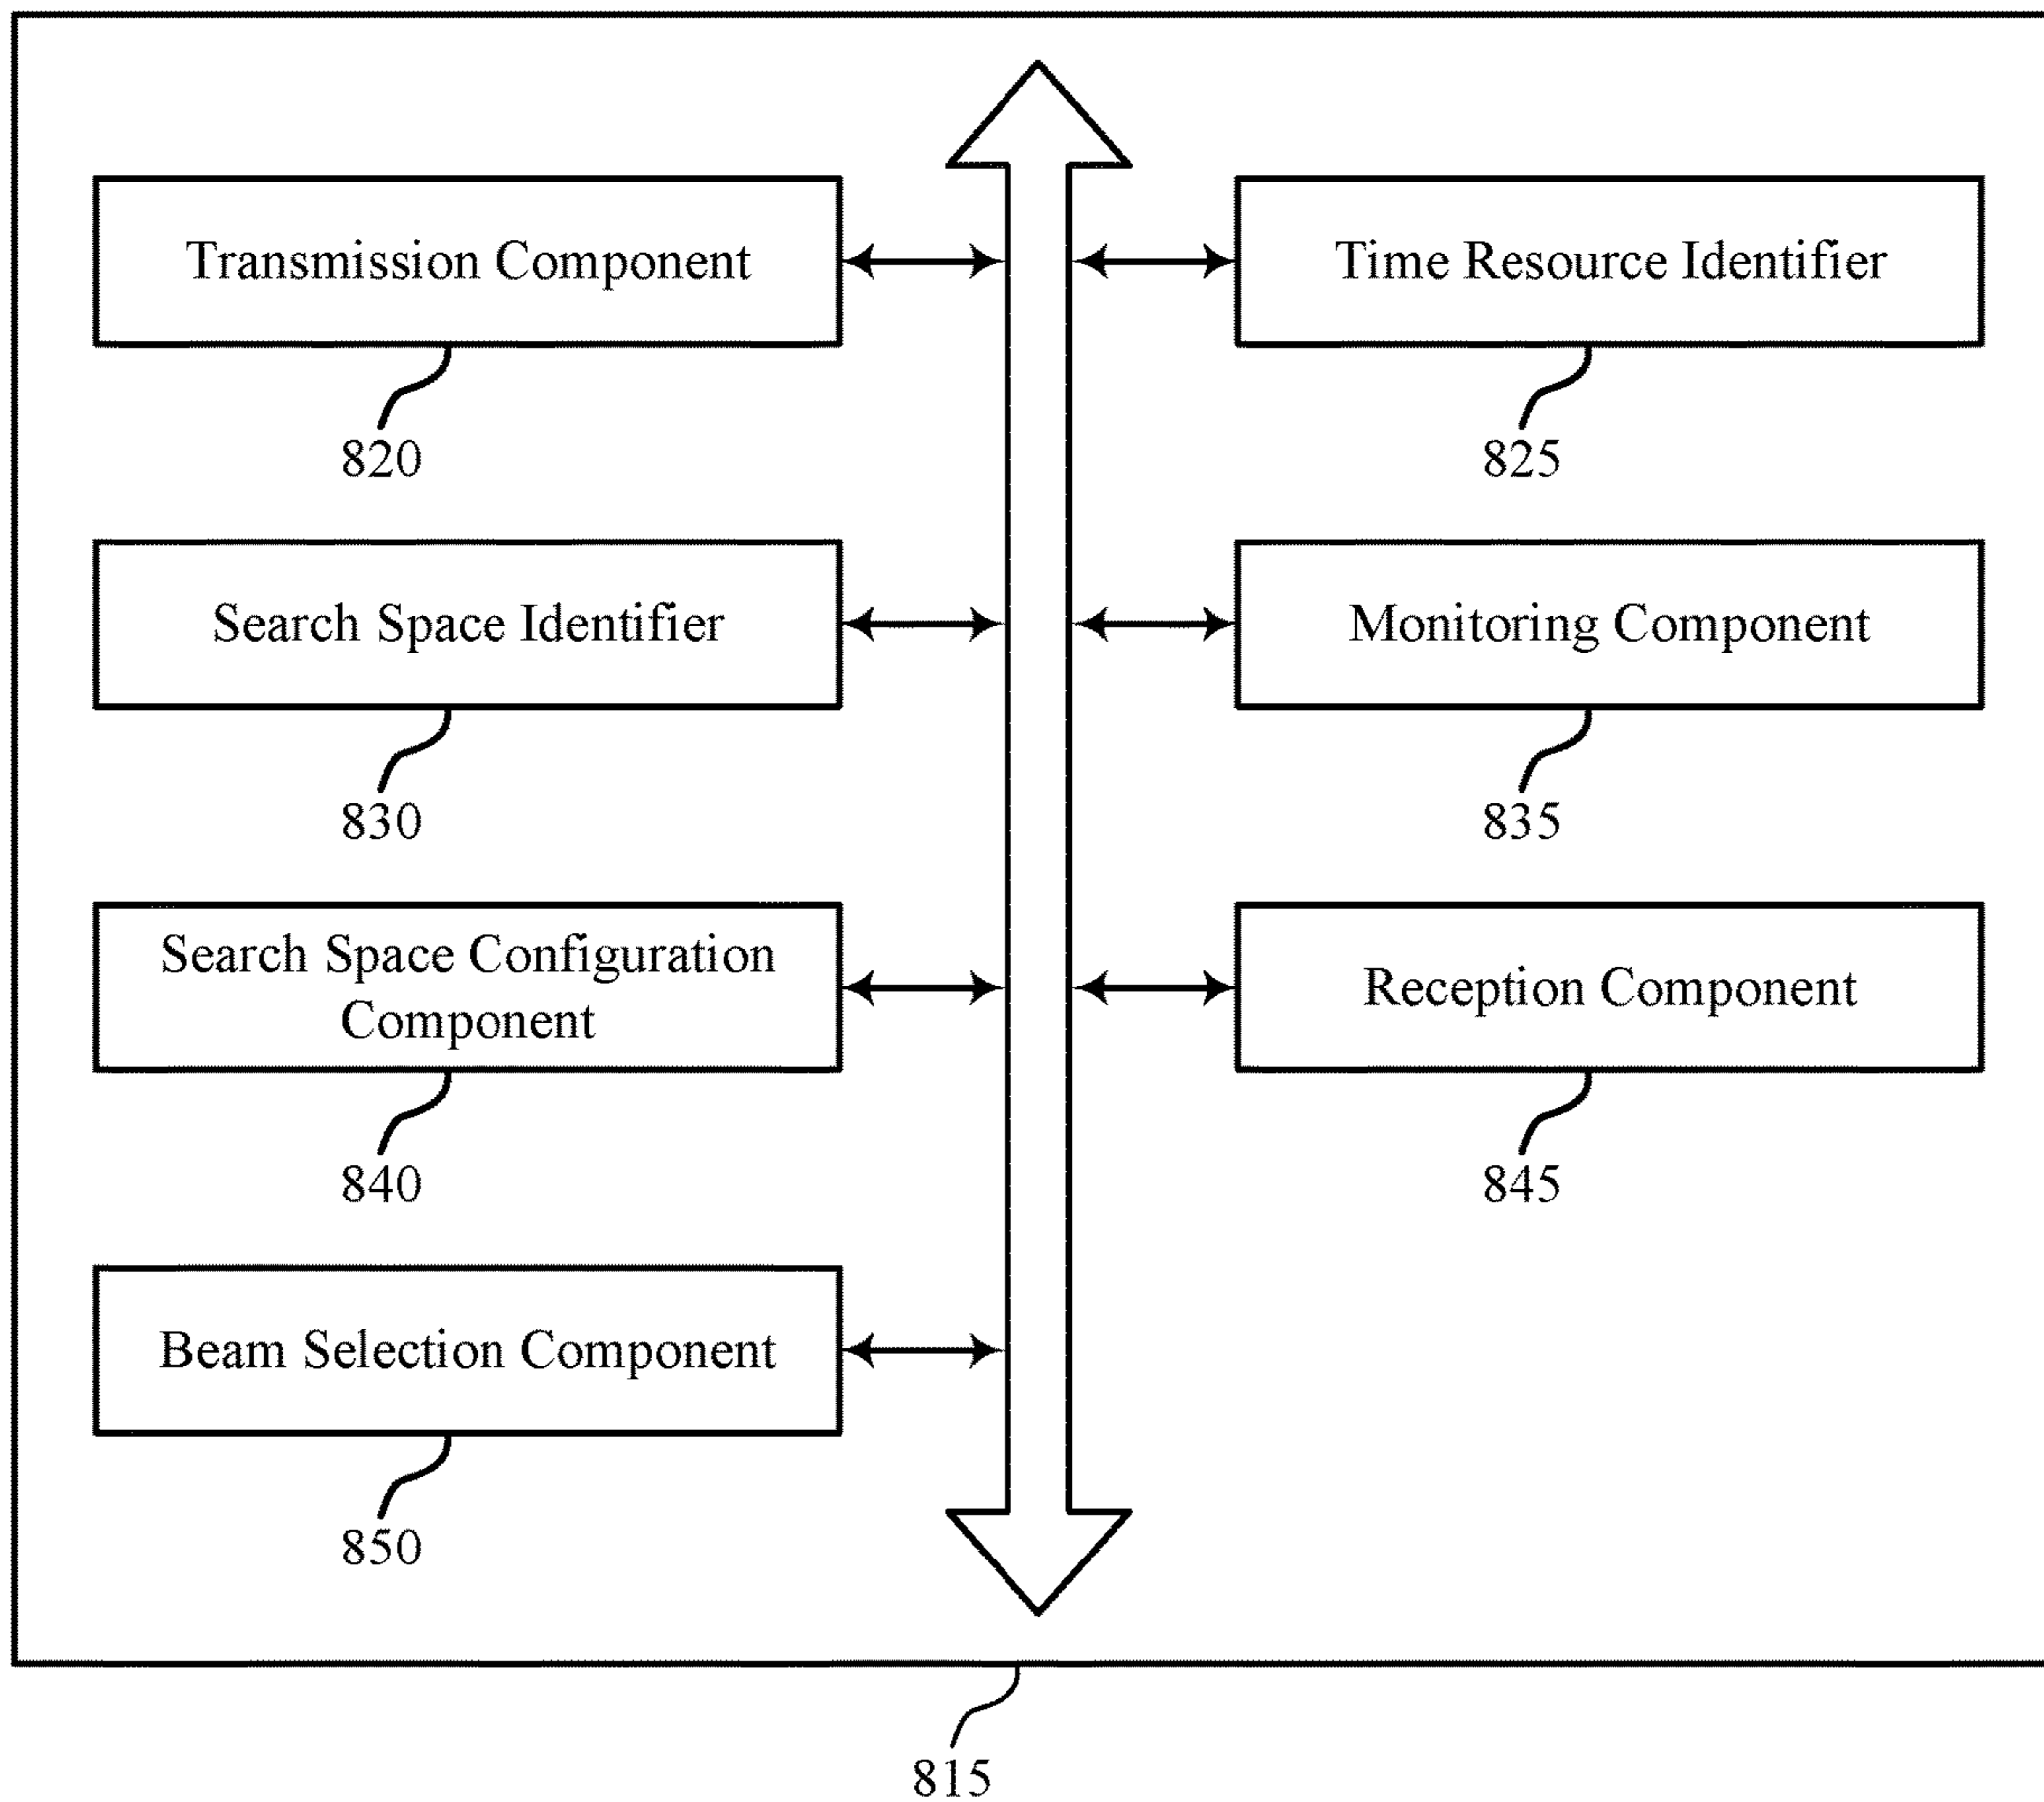 Transmission Component
820
Time Resource Identifier
825
Search Space Identifier
830
Monitoring Component
835
Search Space Configuration
Component
840
Reception Component
845
Beam Selection Component
850
815